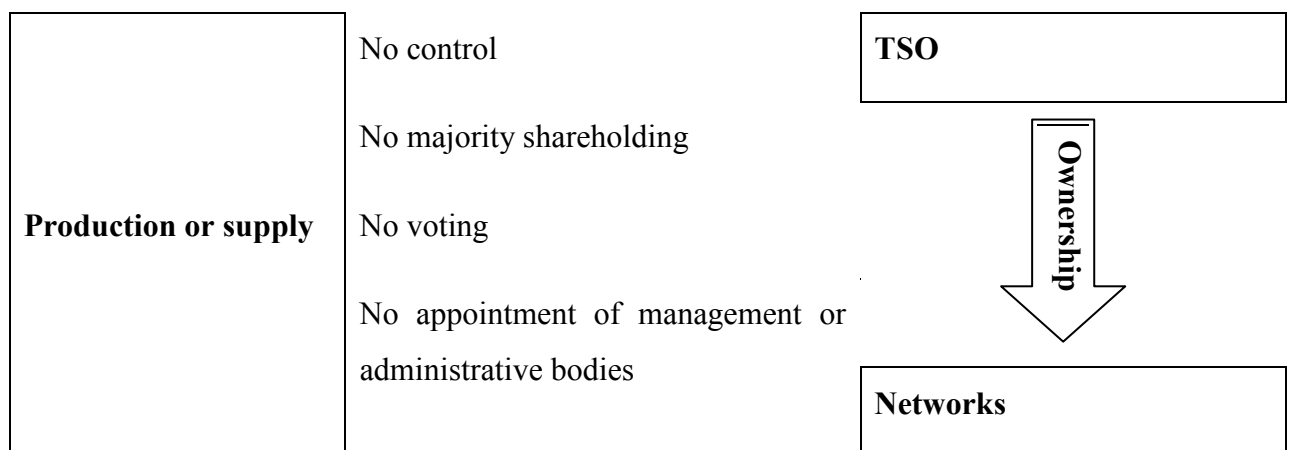 Production or supply
No control
No majority shareholding
No voting
No appointment of management or
administrative bodies
TSO
Ownership
Networks